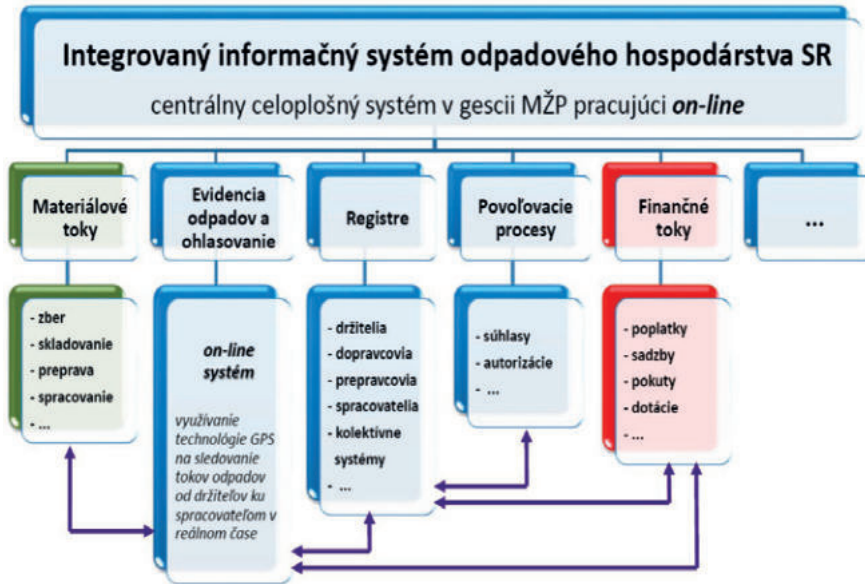 Integrovaný informačný systém odpadového hospodárstva SR
centrálny celoplošný systém v gescii MŽP pracujúci on-line
Materiálové
toky
Evidencia
odpadov a
ohlasovanie
Registre
Povoľovacie
procesy
Finančné
toky
...
- zber
- skladovanie
- preprava
- spracovanie
- ...
on-line
systém
využívanie
technológie GPS
na sledovanie
tokov odpadov
od držiteľov ku
spracovateľom v
reálnom čase
- držitelia
- dopravcovia
- prepravcovia
- spracovatelia
- kolektívne
systémy
- ...
- súhlasy
- autorizácie
- ...
- poplatky
- sadzby
- pokuty
- dotácie
- ...